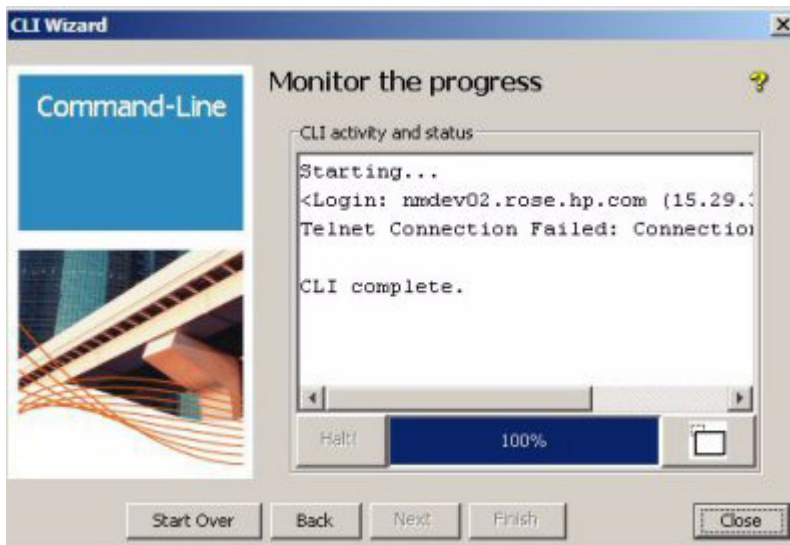 CLI Wizard
Command-Line
Monitor the progress
?
CLI activity and status
Starting...
<Login: nmdev02.rose.hp.com (15.29.
Telnet Connection Failed: Connection
CLI complete.
Halt!
100%
Start Over
Back
Next
Finish
Close